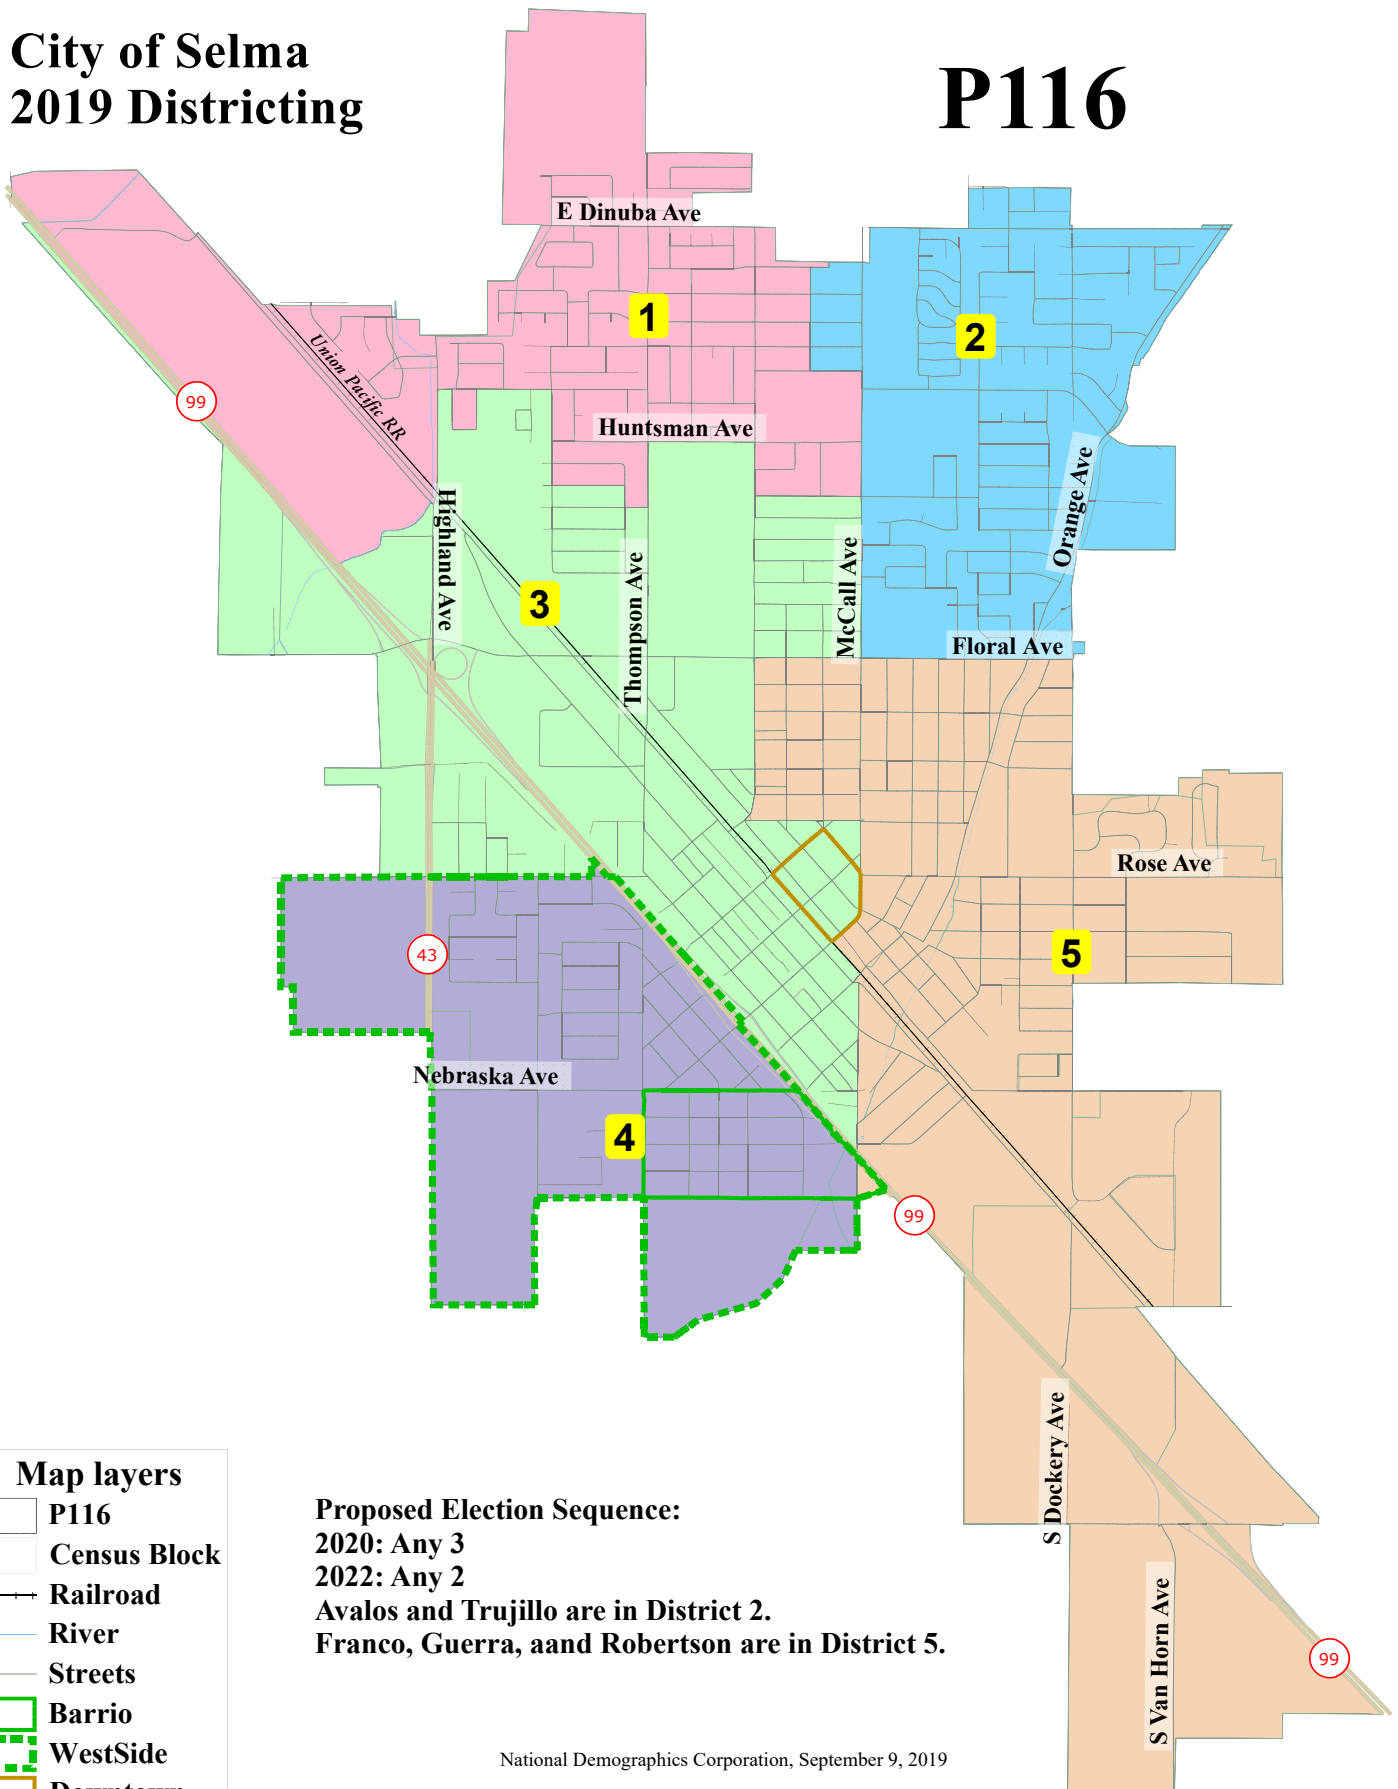 City of Selma
2019 Districting
P116
E Dinuba Ave
1
2
Union Pacific RR
99
Huntsman Ave
Orange Ave
Highland Ave
3
Thompson Ave
McCall Ave
Floral Ave
Rose Ave
5
43
Nebraska Ave
4
99
S Dockery Ave
S Van Horn Ave
99
Map layers
P116
Census Block
Railroad
River
Streets
Barrio
WestSide
Downtown
Proposed Election Sequence:
2020: Any 3
2022: Any 2
Avalos and Trujillo are in District 2.
Franco, Guerra, aand Robertson are in District 5.
National Demographics Corporation, September 9, 2019